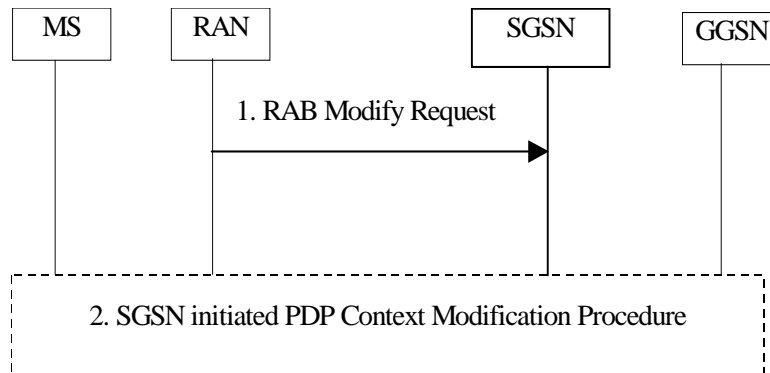 MS
RAN
SGSN
GGSN
1. RAB Modify Request
2. SGSN initiated PDP Context Modification Procedure